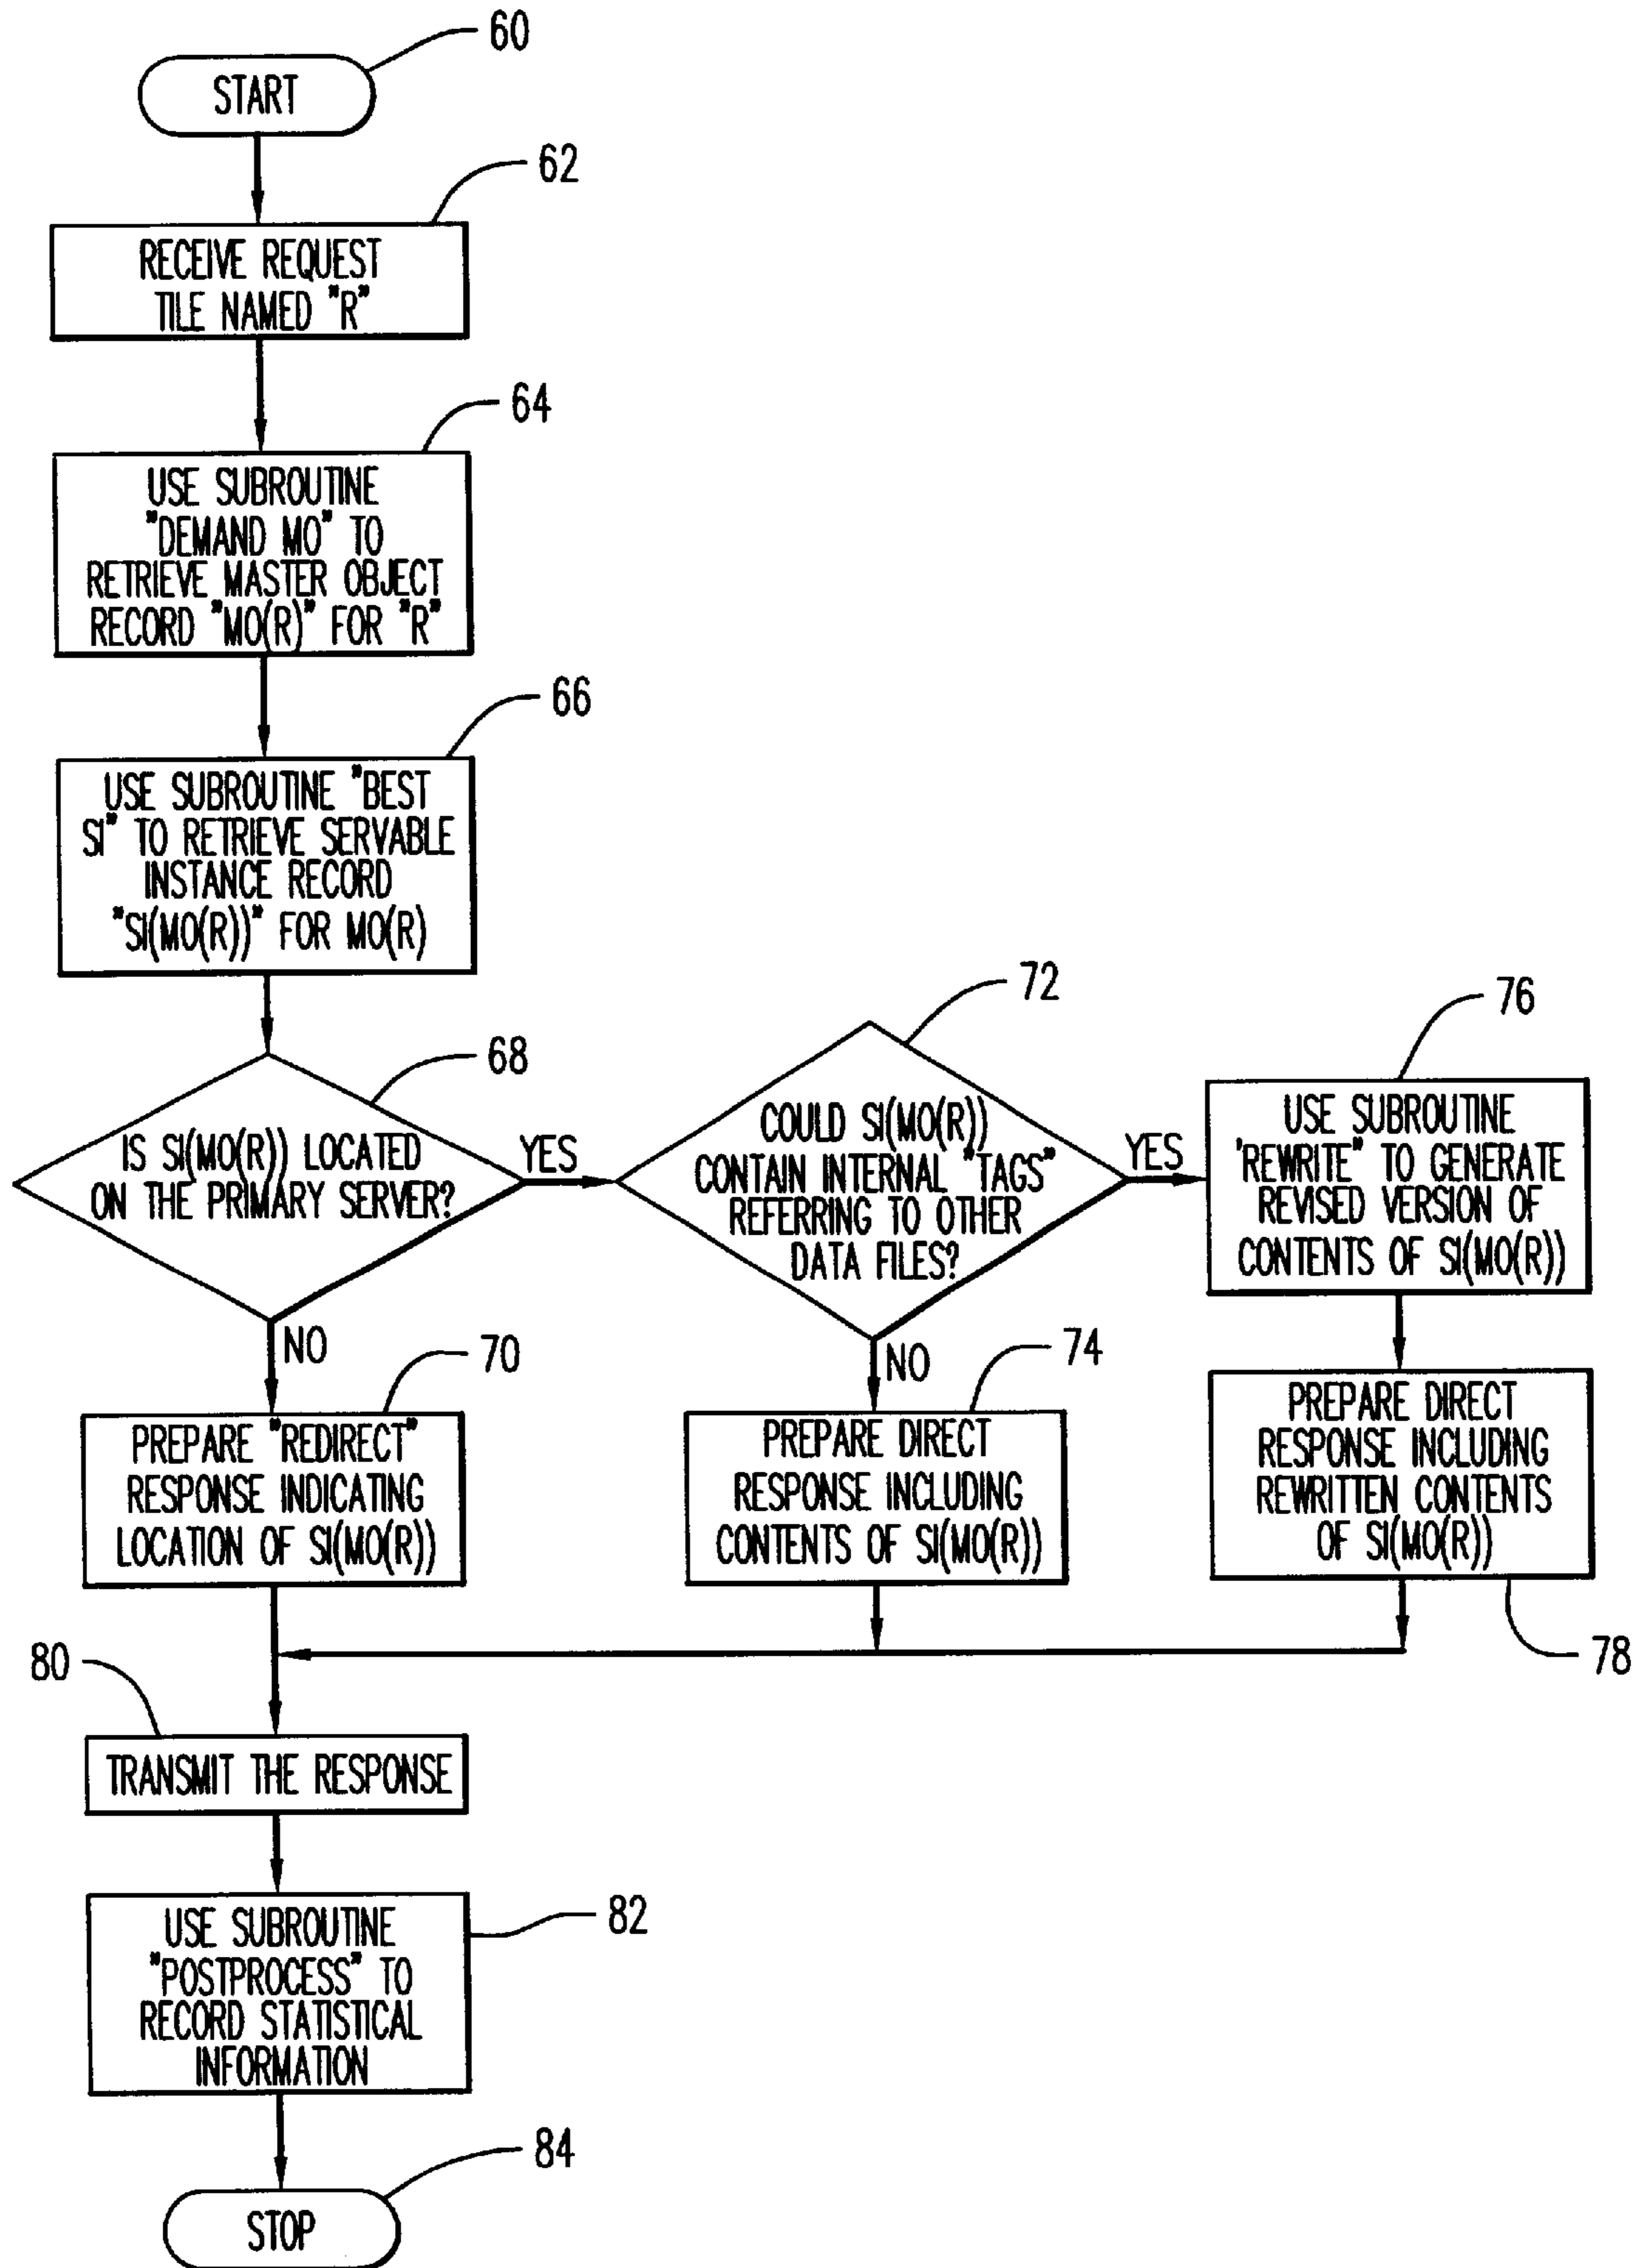 60
START
62
RECEIVE REQUEST
TILE NAMED "R"
64
USE SUBROUTINE
"DEMAND MO" TO
RETRIEVE MASTER OBJECT
RECORD "MO(R)" FOR "R"
66
USE SUBROUTINE "BEST
SI" TO RETRIEVE SERVABLE
INSTANCE RECORD
"SI(MO(R))" FOR MO(R)
68
IS SI(MO(R)) LOCATED
ON THE PRIMARY SERVER?
YES
NO
72
COULD SI(MO(R))
CONTAIN INTERNAL "TAGS"
REFERRING TO OTHER
DATA FILES?
YES
NO
76
USE SUBROUTINE
'REWRITE" TO GENERATE
REVISED VERSION OF
CONTENTS OF SI(MO(R))
70
PREPARE "REDIRECT"
RESPONSE INDICATING
LOCATION OF SI(MO(R))
74
PREPARE DIRECT
RESPONSE INCLUDING
CONTENTS OF SI(MO(R))
PREPARE DIRECT
RESPONSE INCLUDING
REWRITTEN CONTENTS
OF SI(MO(R))
78
80
TRANSMIT THE RESPONSE
82
USE SUBROUTINE
"POSTPROCESS" TO
RECORD STATISTICAL
INFORMATION
84
STOP